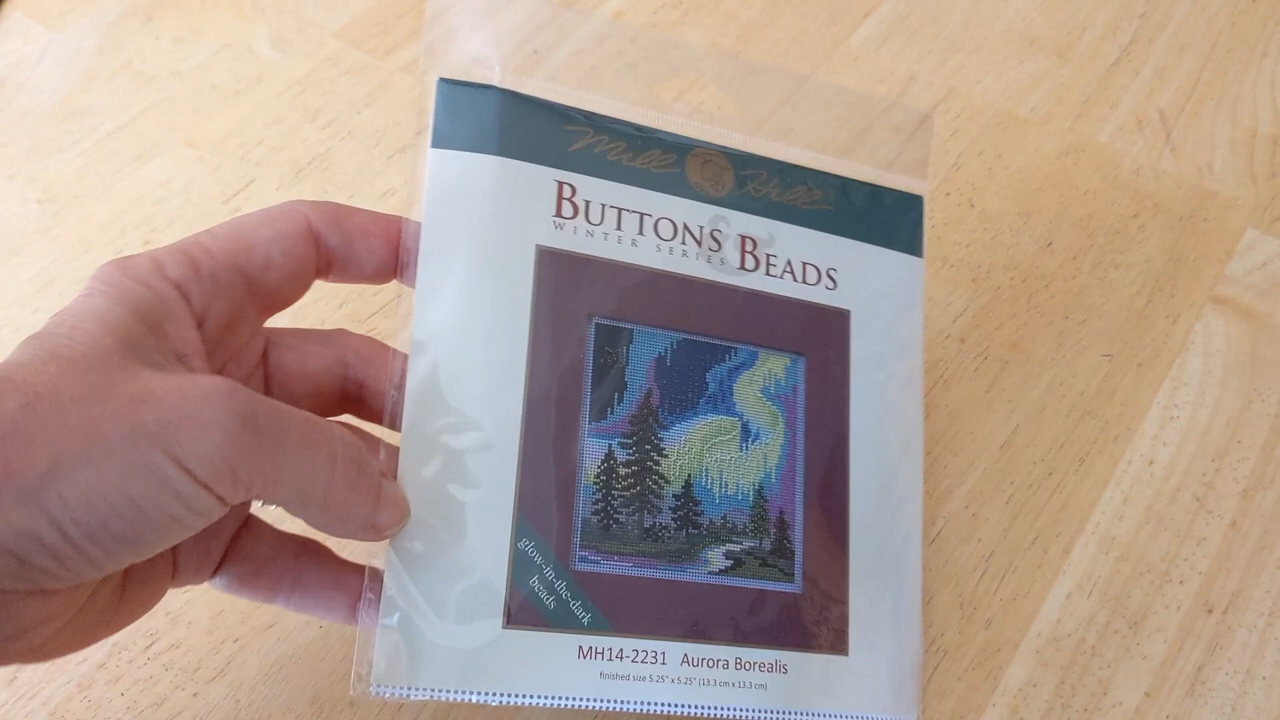 Mill Hill
BUTTONS & BEADS
WINTER SERIES
glow-in-the-dark
beads
MH14-2231 Aurora Borealis
finished size 5.25" x 5.25" (13.3 cm x 13.3 cm)